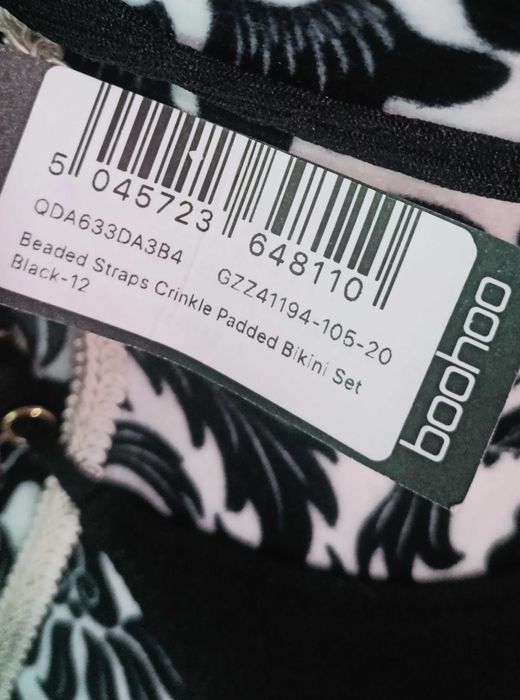 5 045723 648110
QDA633DA3B4 GZZ41194-105-20
Beaded Straps Crinkle Padded Bikini Set
Black-12
boohoo